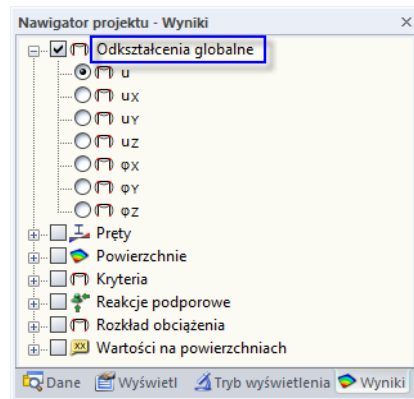 Nawigator projektu - Wyniki
Odkształcenia globalne
u
uX
uY
uZ
φX
φY
φZ
Pręty
Powierzchnie
Kryteria
Reakcje podporowe
Rozkład obciążenia
xx Wartości na powierzchniach
Dane Wyświetl Tryb wyświetlenia Wyniki